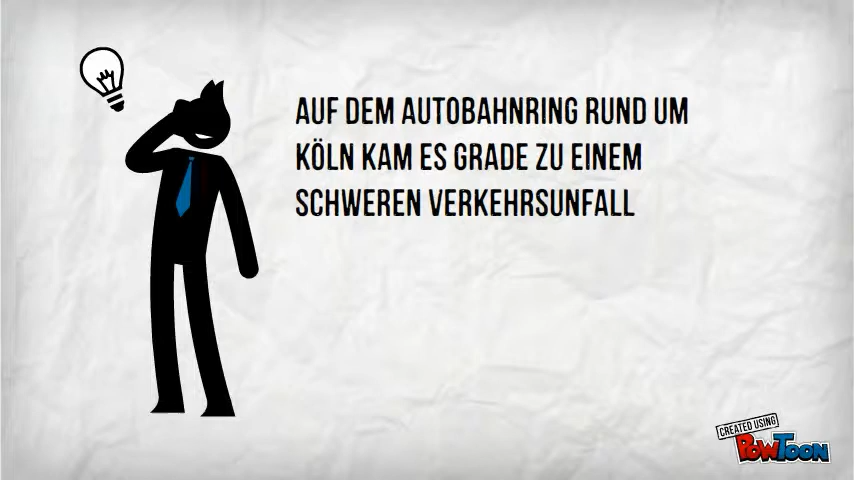 AUF DEM AUTOBAHNRING RUND UM
KÖLN KAM ES GRADE ZU EINEM
SCHWEREN VERKEHRSUNFALL
CREATED USING
POWTOON